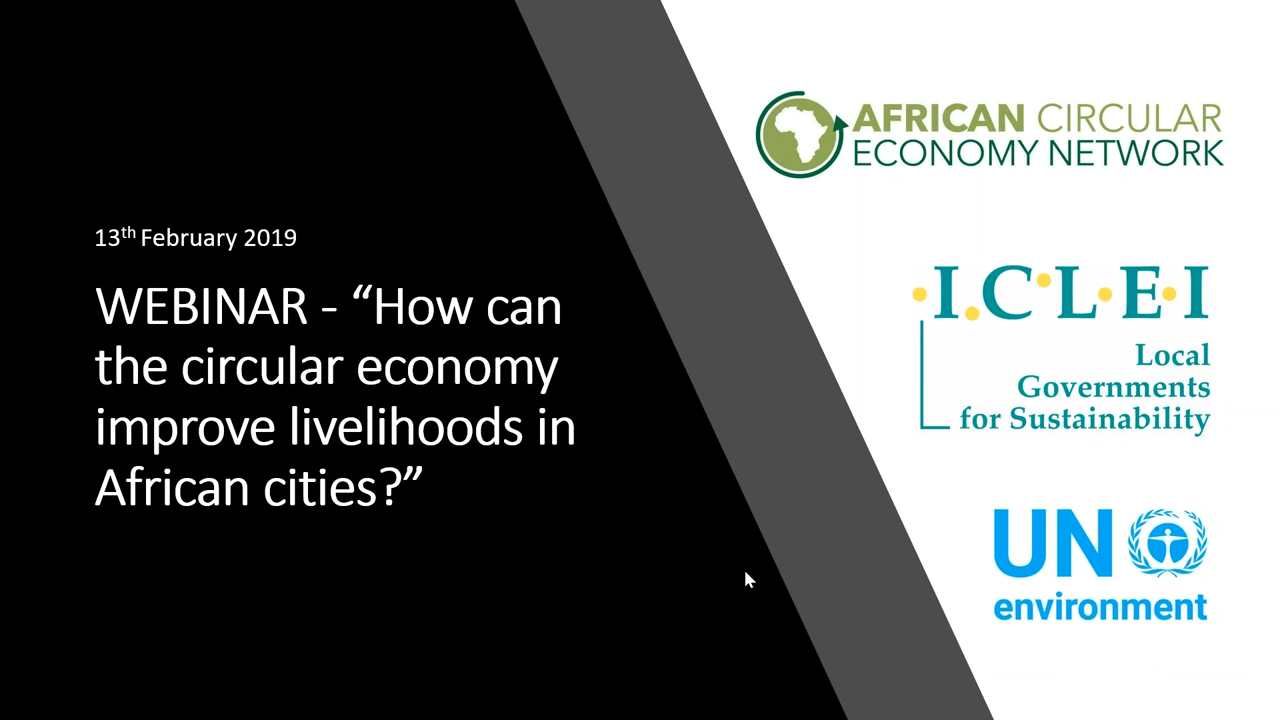 13th February 2019
WEBINAR - “How can
the circular economy
improve livelihoods in
African cities?”
AFRICAN CIRCULAR
ECONOMY NETWORK
I.C.L.E.I
Local
Governments
for Sustainability
UN
environment